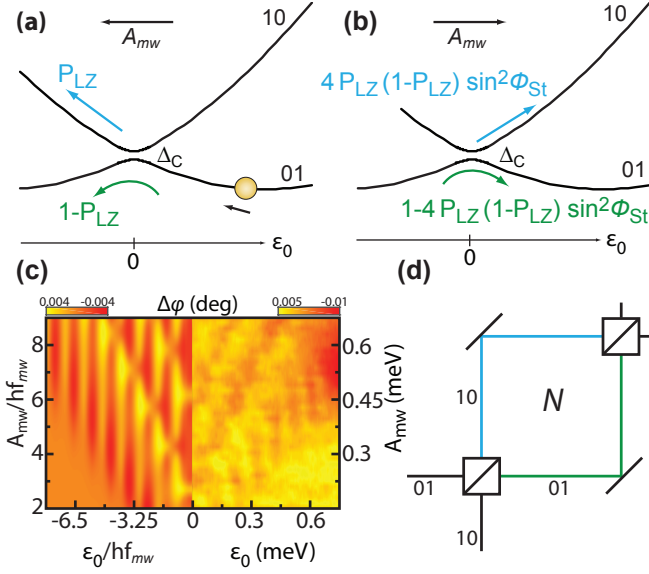 (a)
A_mw
10
P_LZ
Δ_C
01
1-P_LZ
0
ε_0
(b)
A_mw
10
4 P_LZ (1-P_LZ) sin²Φ_St
Δ_C
01
1-4 P_LZ (1-P_LZ) sin²Φ_St
0
ε_0
(c)
0.004 -0.004 Δφ (deg) 0.005 -0.01
A_mw/hf_mw
8
6
4
2
0.6
0.45
0.3
A_mw (meV)
-6.5 -3.25 0 0.3 0.6
ε_0/hf_mw ε_0 (meV)
(d)
10
N
01 01
10